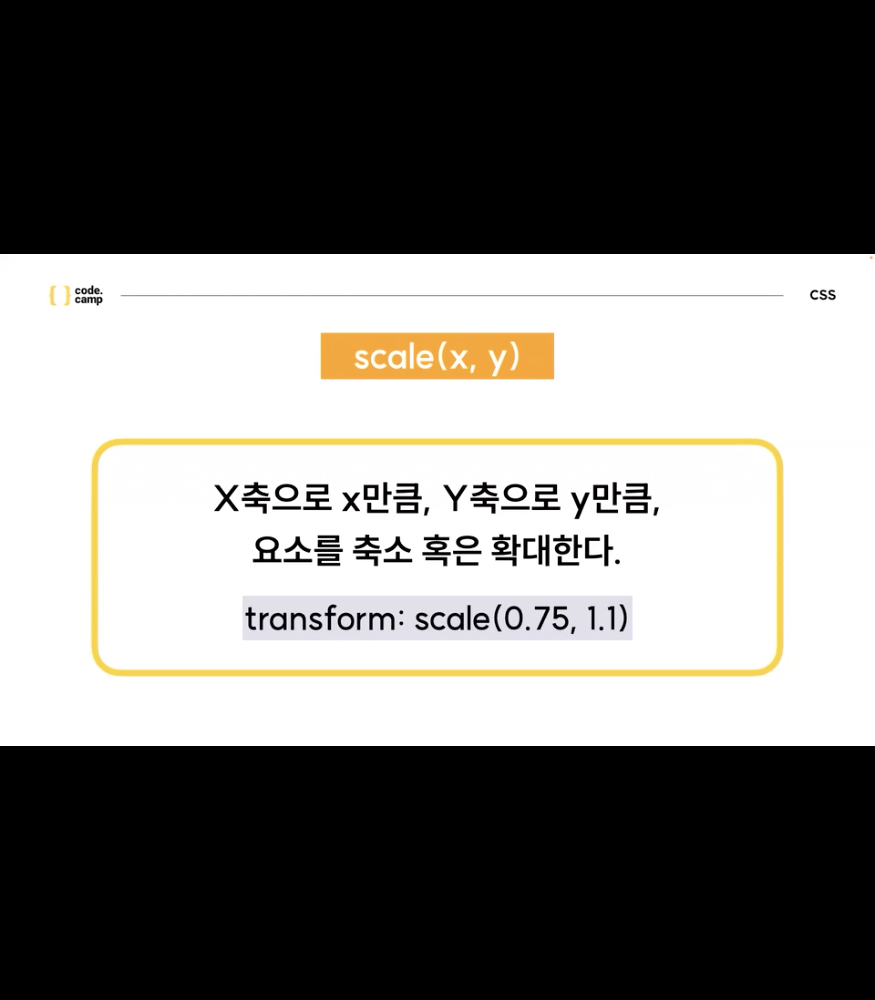 { } code.
camp
CSS
scale(x, y)
X축으로 x만큼, Y축으로 y만큼,
요소를 축소 혹은 확대한다.
transform: scale(0.75, 1.1)